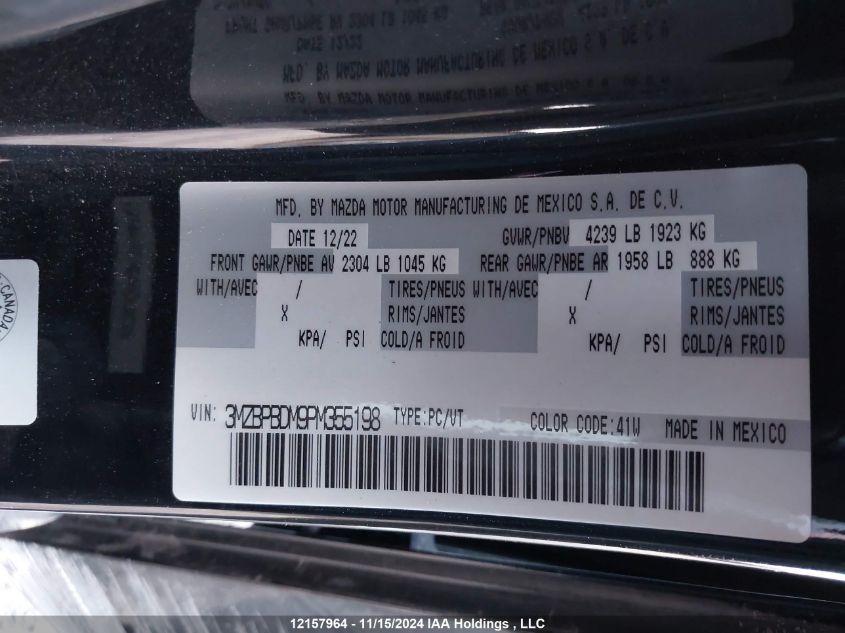 MFD. BY MAZDA MOTOR MANUFACTURING DE MEXICO S.A. DE C.V.
DATE 12/22 GVWR/PNBV 4239 LB 1923 KG
FRONT GAWR/PNBE AV 2304 LB 1045 KG REAR GAWR/PNBE AR 1958 LB 888 KG
WITH/AVEC / TIRES/PNEUS WITH/AVEC / TIRES/PNEUS
X RIMS/JANTES X RIMS/JANTES
KPA/ PSI COLD/A FROID KPA/ PSI COLD/A FROID
VIN: 3MZBPBDM9PM355198 TYPE:PC/VT COLOR CODE:41W MADE IN MEXICO
CANADA
12157964 - 11/15/2024 IAA Holdings , LLC